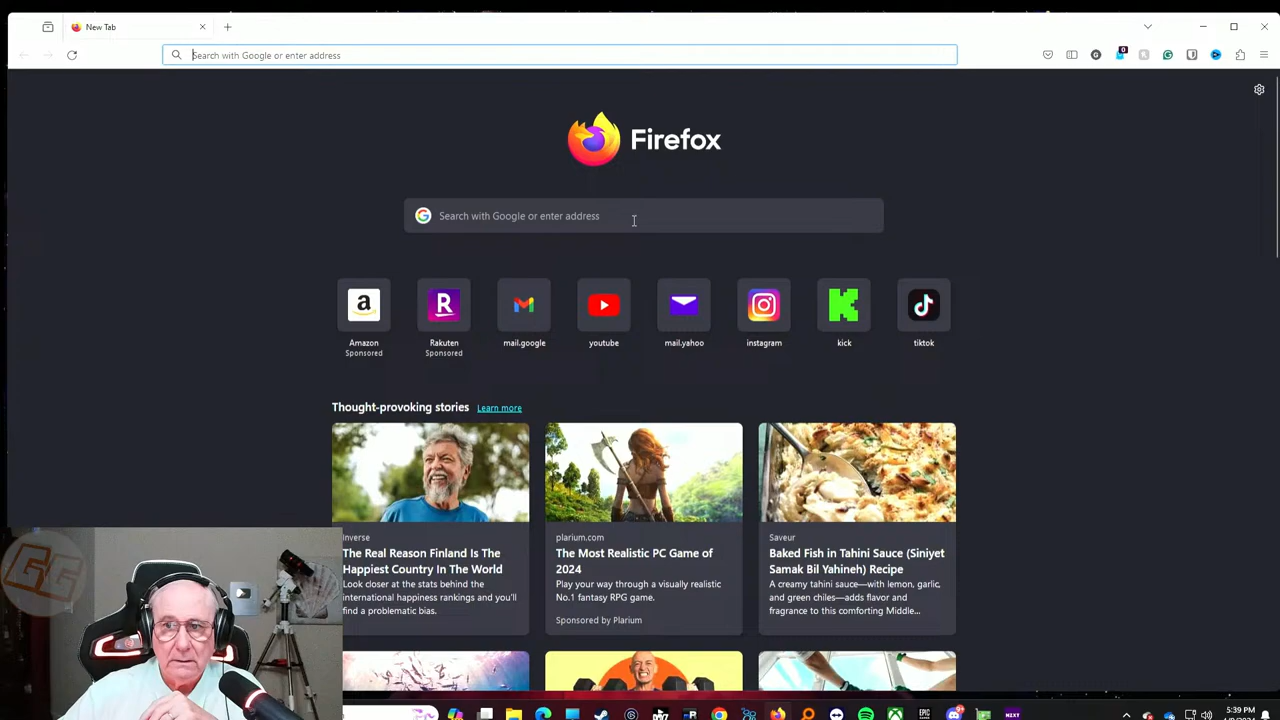 New Tab
Search with Google or enter address
Firefox
Search with Google or enter address
Amazon
Sponsored
Rakuten
Sponsored
mail.google
youtube
mail.yahoo
instagram
kick
tiktok
Thought-provoking stories Learn more
Inverse
The Real Reason Finland Is The
Happiest Country In The World
Look closer at the stats behind the
international happiness rankings and you'll
find a problematic bias.
plarium.com
The Most Realistic PC Game of
2024
Play your way through a visually realistic
No.1 fantasy RPG game.
Sponsored by Plarium
Saveur
Baked Fish in Tahini Sauce (Siniyet
Samak Bil Yahineh) Recipe
A creamy tahini sauce—with lemon, garlic,
and green chiles—adds flavor and
fragrance to this comforting Middle...
GG
5:39 PM